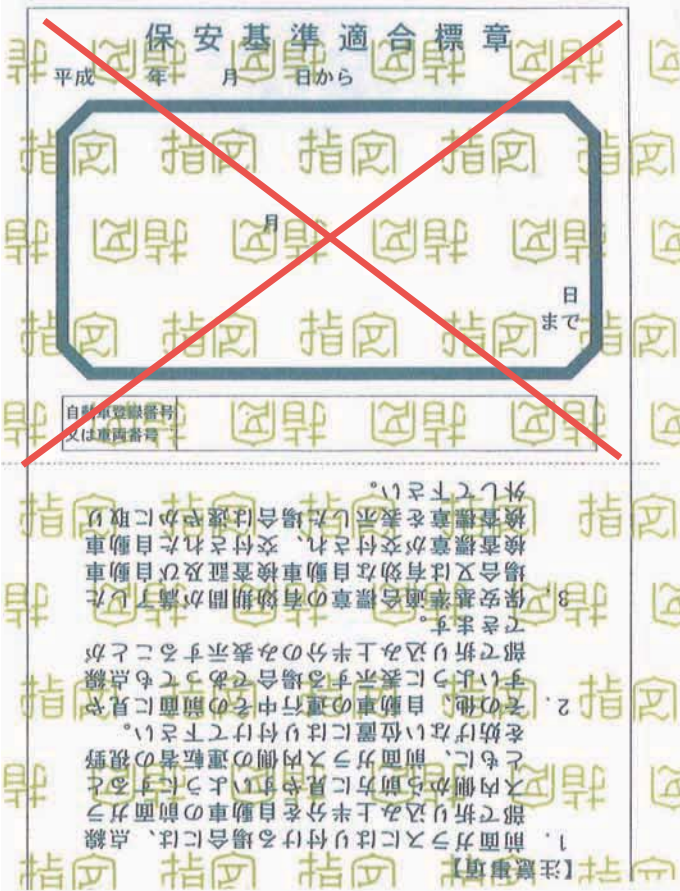 保安基準適合標章
平成　年　月　日から
月
日
まで
自動車登録番号
又は車両番号
【注意事項】
1. 前面ガラスにはり付ける場合には、点線
部で折り込み上半分を自動車の前面ガラ
ス内側から前方に見やすいようにすると
ともに、前面ガラス内側の運転者の視野
を妨げない位置にはり付けて下さい。
2. その他、自動車の運行中その前面に見や
すいように表示する場合であっても点線
部で折り込み上半分のみ表示することが
できます。
3. 保安基準適合標章の有効期間が満了した
場合又は有効な自動車検査証及び自動車
検査標章が交付され、交付された自動車
検査標章を表示した場合は速やかに取り
外して下さい。